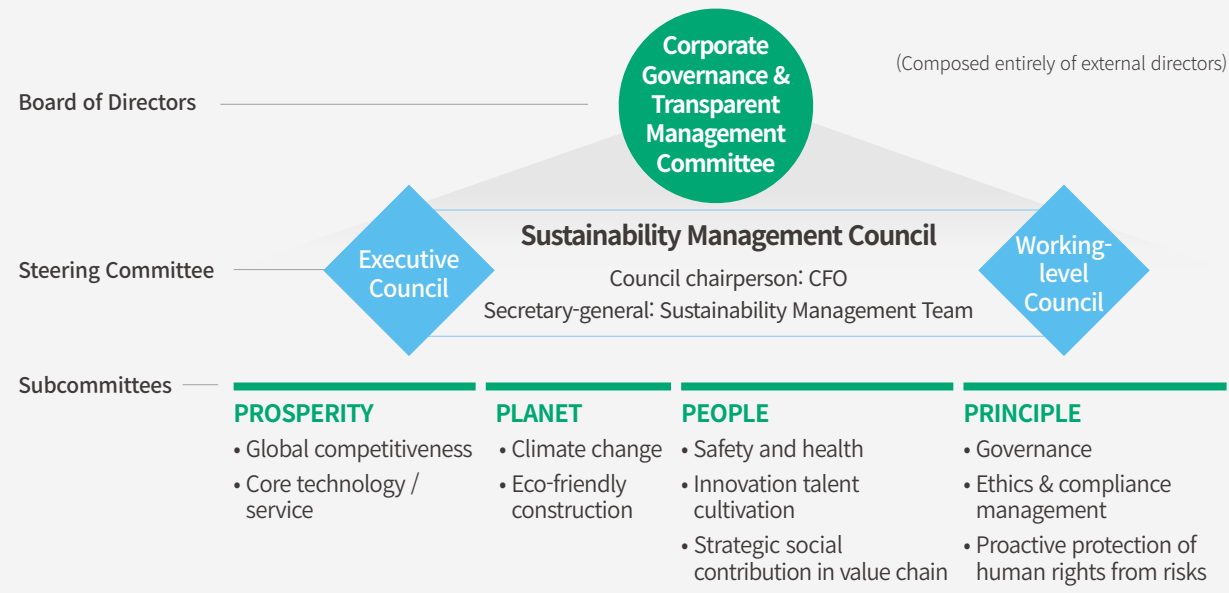 Corporate
Governance &
Transparent
Management
Committee
(Composed entirely of external directors)
Board of Directors
Steering Committee
Executive
Council
Sustainability Management Council
Council chairperson: CFO
Secretary-general: Sustainability Management Team
Working-
level
Council
Subcommittees
PROSPERITY
• Global competitiveness
• Core technology /
service
PLANET
• Climate change
• Eco-friendly
construction
PEOPLE
• Safety and health
• Innovation talent
cultivation
• Strategic social
contribution in value chain
PRINCIPLE
• Governance
• Ethics & compliance
management
• Proactive protection of
human rights from risks